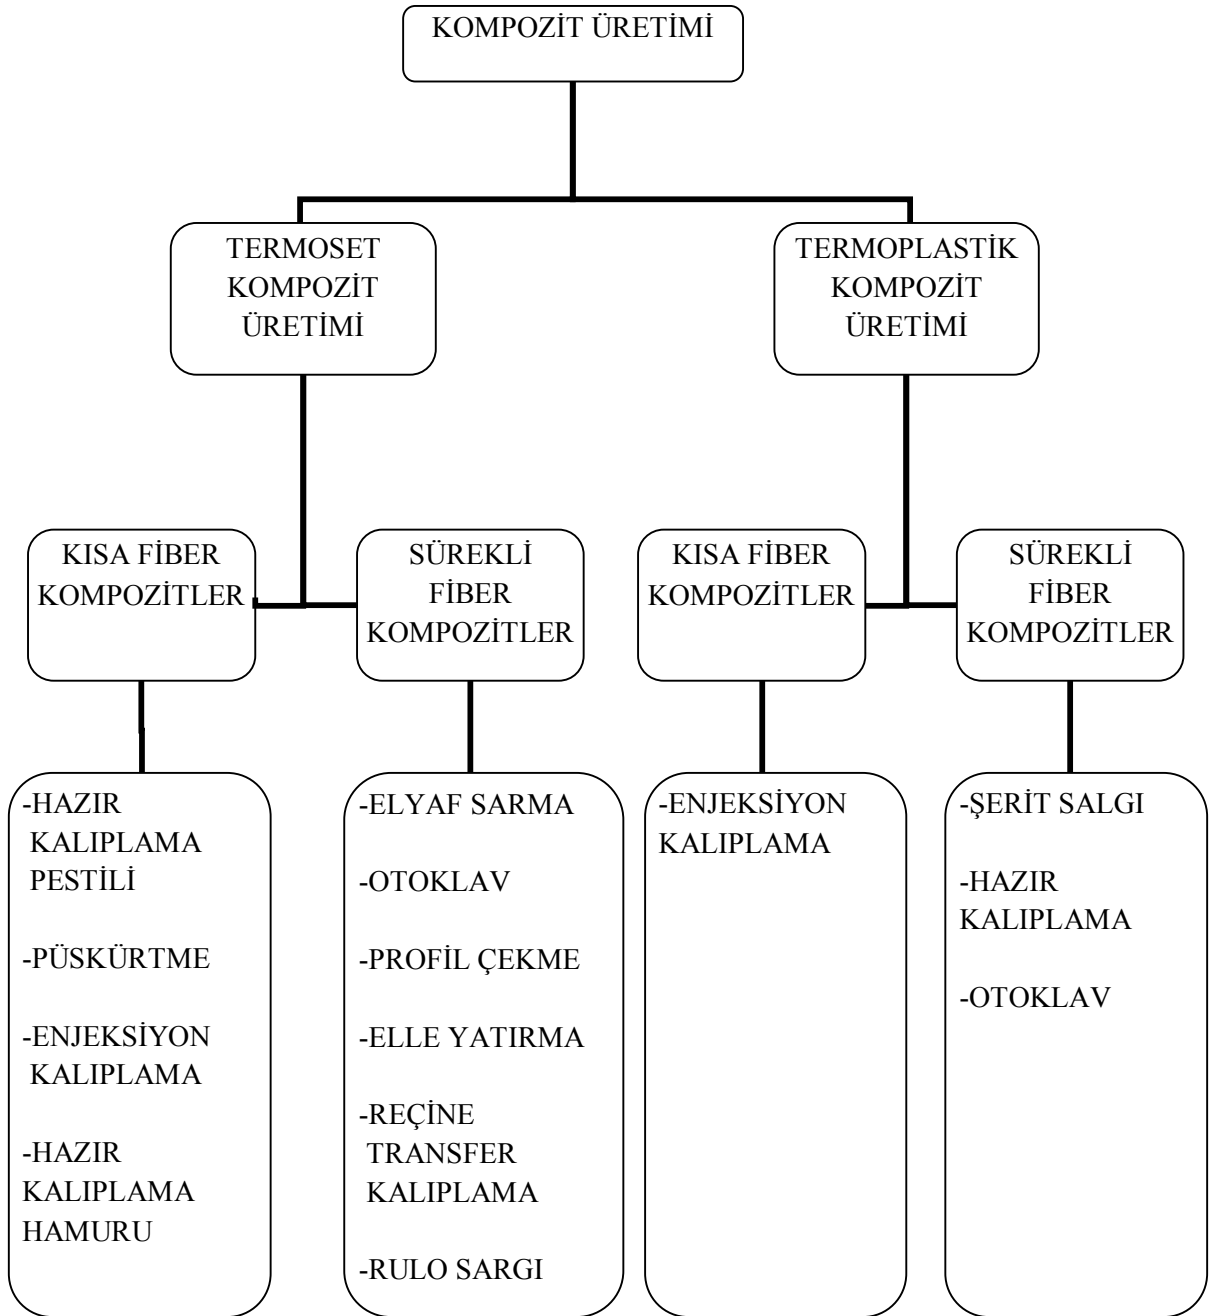 KOMPOZİT ÜRETİMİ
TERMOSET
KOMPOZİT
ÜRETİMİ
TERMOPLASTİK
KOMPOZİT
ÜRETİMİ
KISA FİBER
KOMPOZİTLER
SÜREKLİ
FİBER
KOMPOZİTLER
KISA FİBER
KOMPOZİTLER
SÜREKLİ
FİBER
KOMPOZİTLER
-HAZIR
KALIPLAMA
PESTİLİ
-PÜSKÜRTME
-ENJEKSİYON
KALIPLAMA
-HAZIR
KALIPLAMA
HAMURU
-ELYAF SARMA
-OTOKLAV
-PROFİL ÇEKME
-ELLE YATIRMA
-REÇİNE
TRANSFER
KALIPLAMA
-RULO SARGI
-ENJEKSİYON
KALIPLAMA
-ŞERİT SALGI
-HAZIR
KALIPLAMA
-OTOKLAV